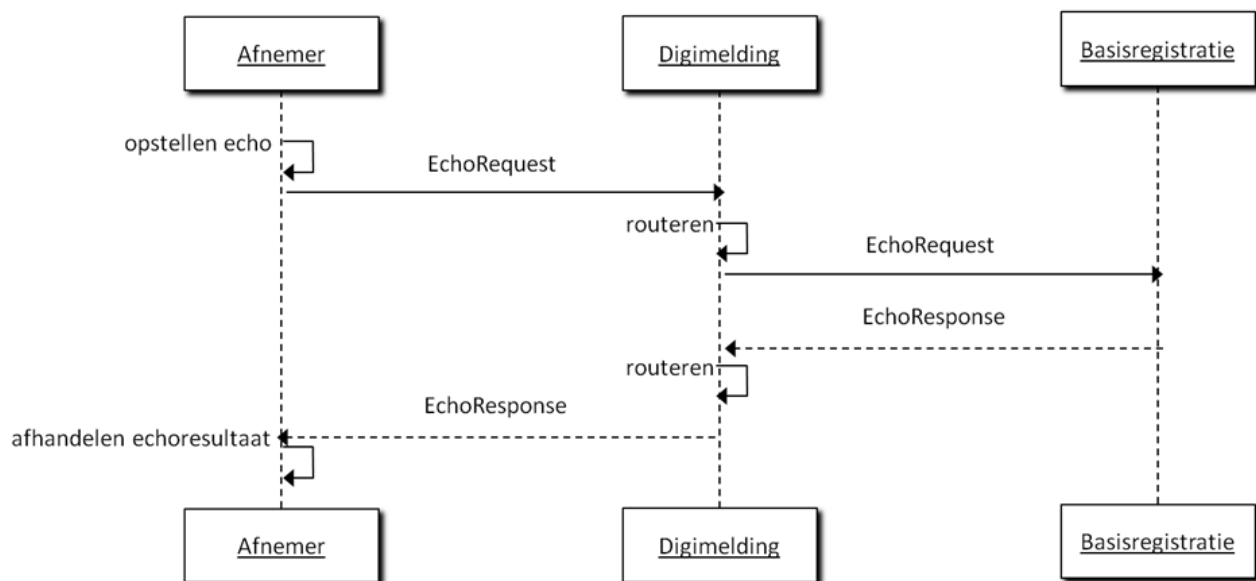 Afnemer
Digimelding
Basisregistratie
opstellen echo
EchoRequest
routeren
EchoRequest
EchoResponse
routeren
EchoResponse
afhandelen echoresultaat
Afnemer
Digimelding
Basisregistratie